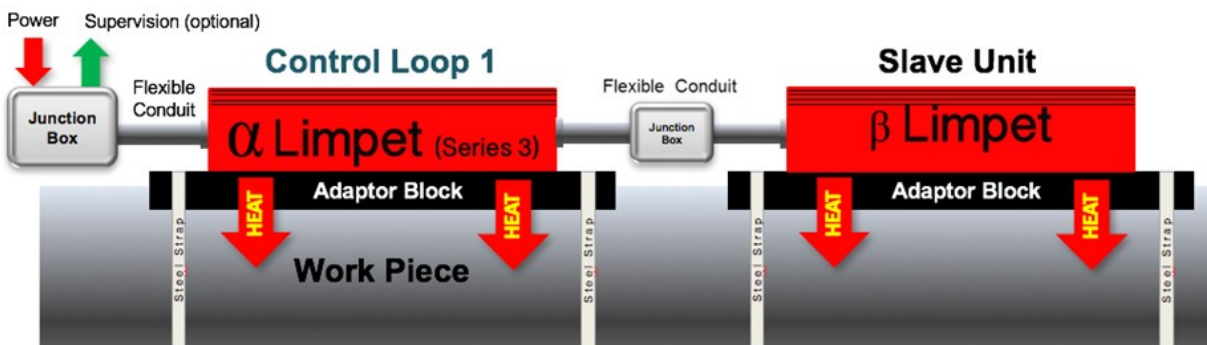 Power
Supervision (optional)
Control Loop 1
Slave Unit
Flexible
Conduit
Flexible Conduit
Junction
Box
α Limpet (Series 3)
Junction
Box
β Limpet
Adaptor Block
Adaptor Block
HEAT
HEAT
HEAT
HEAT
Work Piece
Steel Strap
Steel Strap
Steel Strap
Steel Strap